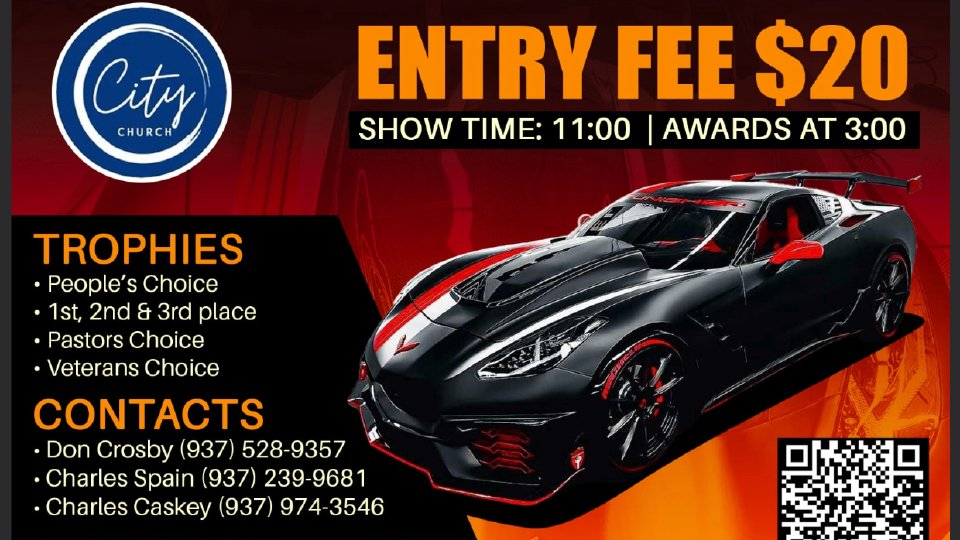 City
CHURCH
ENTRY FEE $20
SHOW TIME: 11:00 | AWARDS AT 3:00
TROPHIES
• People's Choice
• 1st, 2nd & 3rd place
• Pastors Choice
• Veterans Choice
CONTACTS
• Don Crosby (937) 528-9357
• Charles Spain (937) 239-9681
• Charles Caskey (937) 974-3546